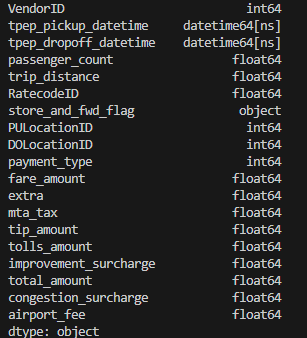 VendorID int64
tpep_pickup_datetime datetime64[ns]
tpep_dropoff_datetime datetime64[ns]
passenger_count float64
trip_distance float64
RatecodeID float64
store_and_fwd_flag object
PULocationID int64
DOLocationID int64
payment_type int64
fare_amount float64
extra float64
mta_tax float64
tip_amount float64
tolls_amount float64
improvement_surcharge float64
total_amount float64
congestion_surcharge float64
airport_fee float64
dtype: object